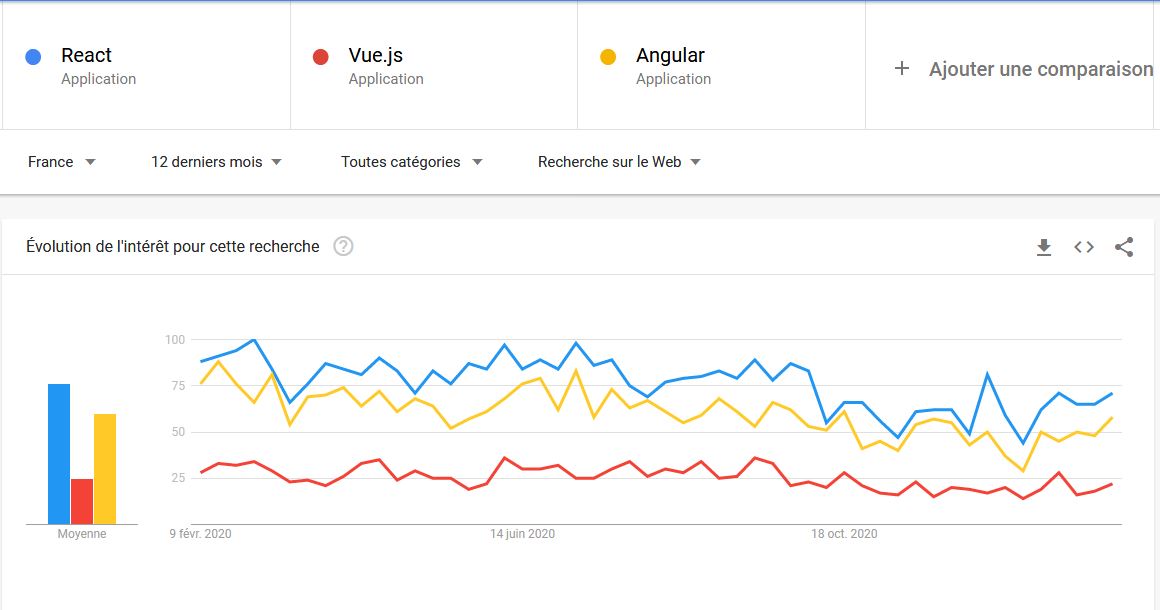 React
Application
Vue.js
Application
Angular
Application
+ Ajouter une comparaison
France
12 derniers mois
Toutes catégories
Recherche sur le Web
Évolution de l'intérêt pour cette recherche ?
100
75
50
25
Moyenne
9 févr. 2020
14 juin 2020
18 oct. 2020